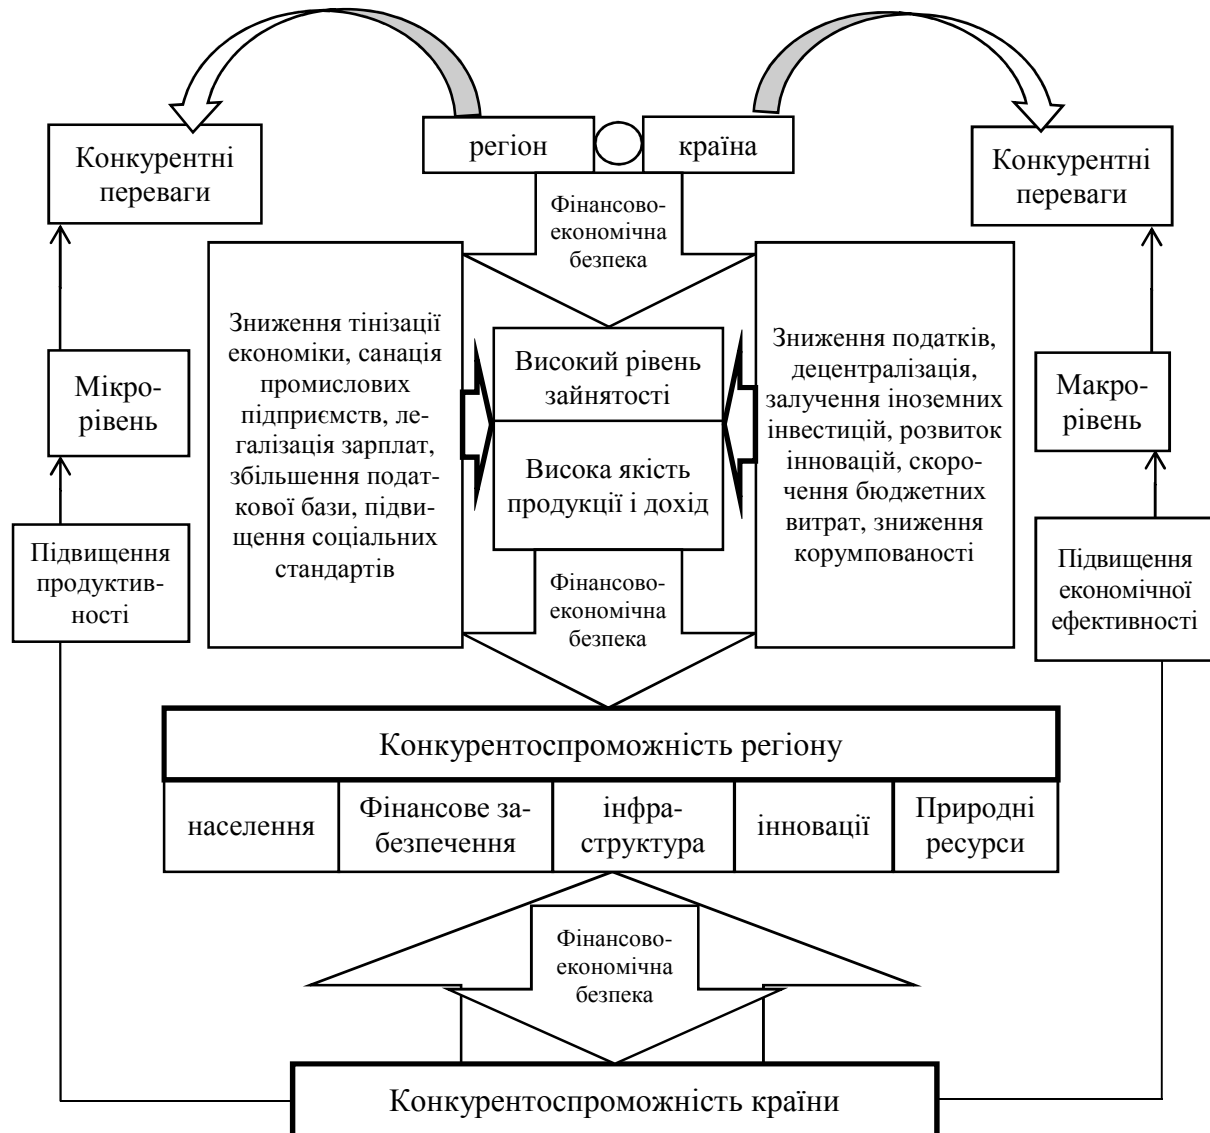 регіон
країна
Конкурентні
переваги
Конкурентні
переваги
Фінансово-
економічна
безпека
Зниження тінізації
економіки, санація
промислових
підприємств, ле-
галізація зарплат,
збільшення подат-
кової бази, підви-
щення соціальних
стандартів
Високий рівень
зайнятості
Висока якість
продукції і дохід
Зниження податків,
децентралізація,
залучення іноземних
інвестицій, розвиток
інновацій, скоро-
чення бюджетних
витрат, зниження
корумпованості
Мікро-
рівень
Макро-
рівень
Підвищення
продуктив-
ності
Підвищення
економічної
ефективності
Фінансово-
економічна
безпека
Конкурентоспроможність регіону
населення
Фінансове за-
безпечення
інфра-
структура
інновації
Природні
ресурси
Фінансово-
економічна
безпека
Конкурентоспроможність країни